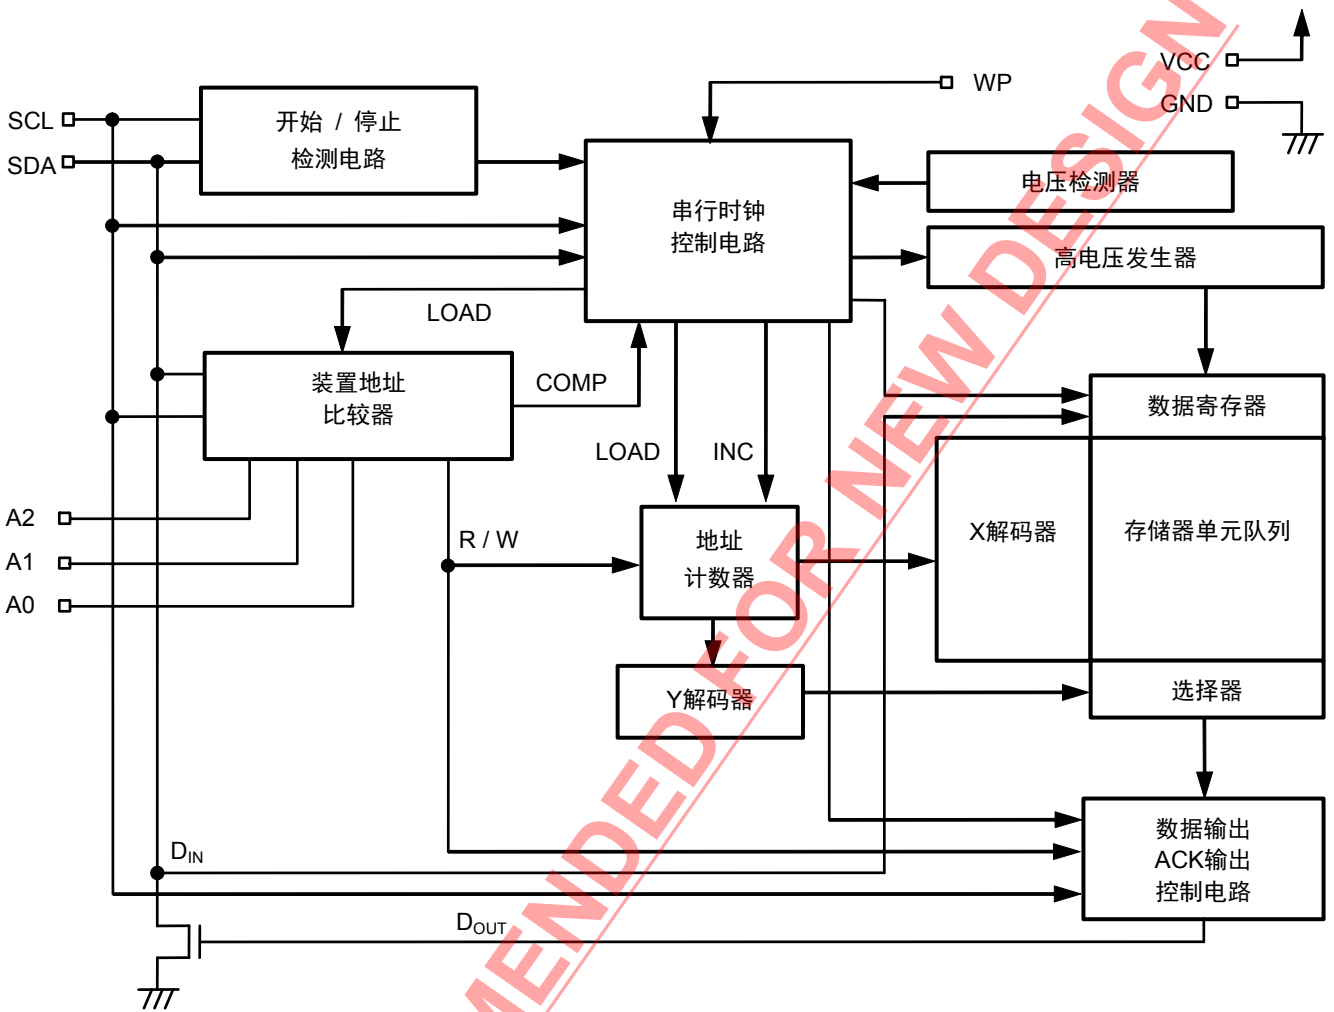 WP
VCC
GND
SCL
SDA
开始 / 停止
检测电路
电压检测器
串行时钟
控制电路
高电压发生器
LOAD
装置地址
比较器
COMP
数据寄存器
LOAD
INC
A2
A1
A0
R / W
地址
计数器
X解码器
存储器单元队列
Y解码器
选择器
数据输出
ACK输出
控制电路
DIN
DOUT
MENDED FOR NEW DESIGN